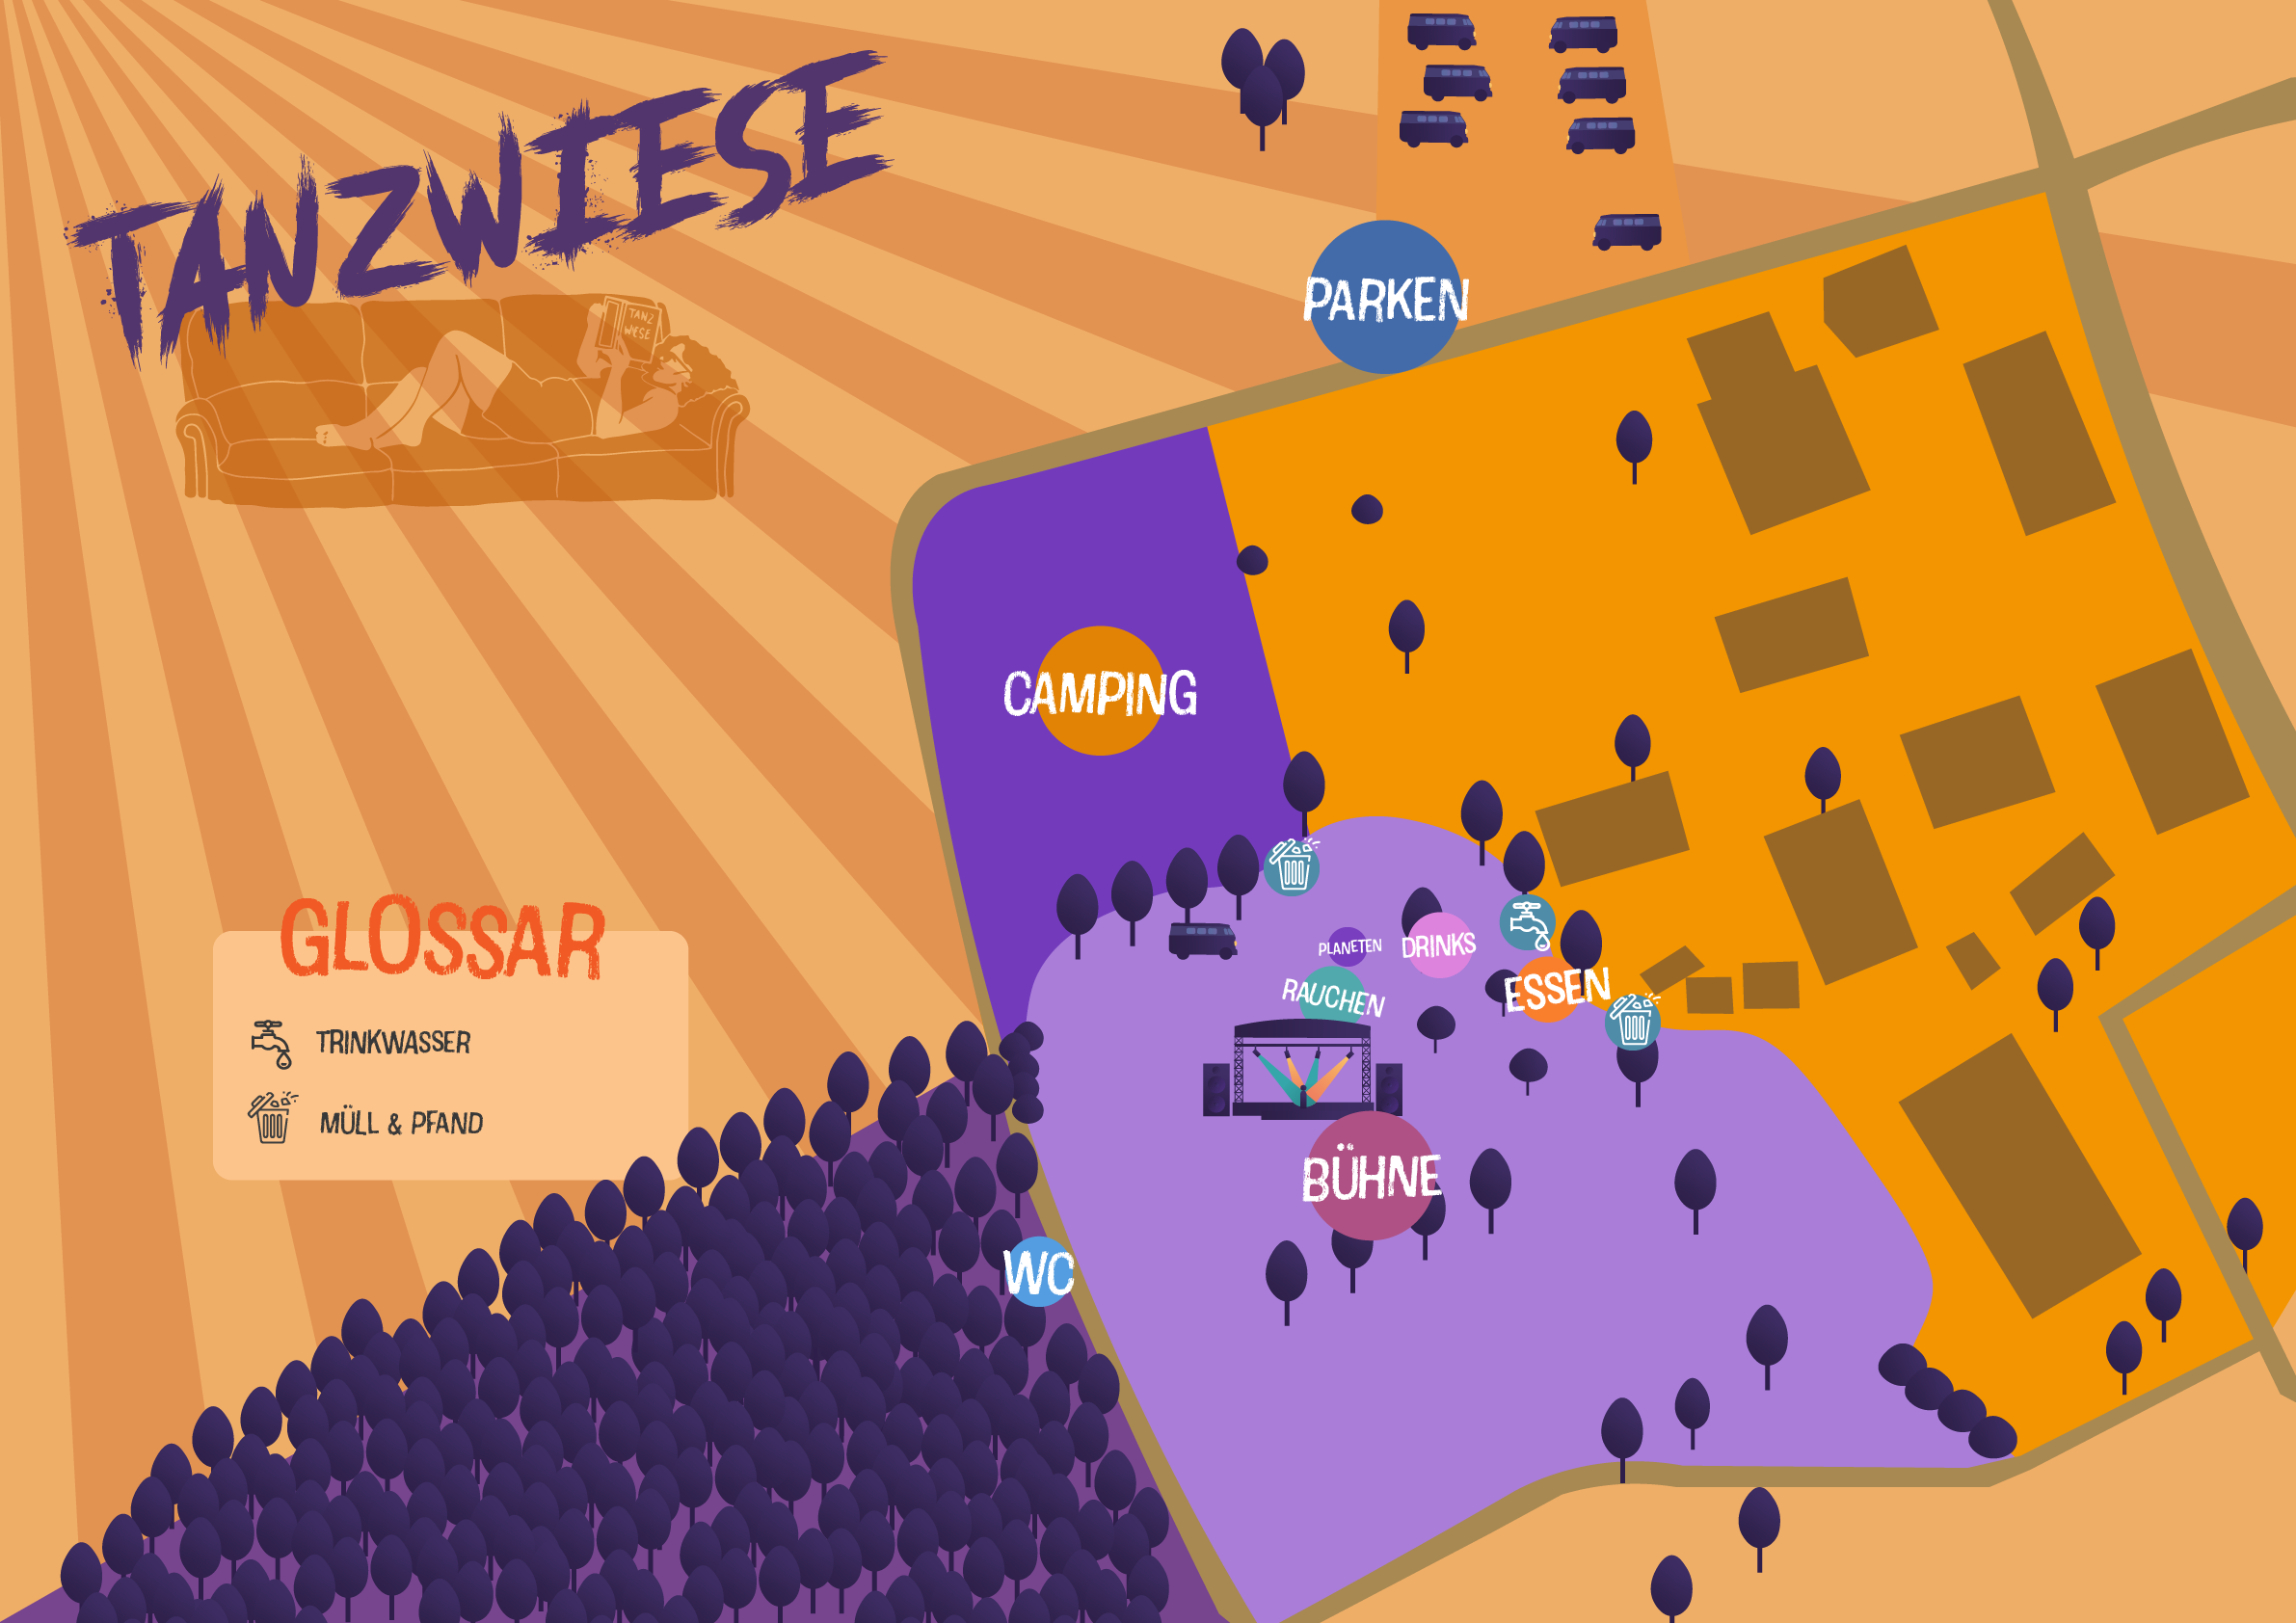 TANZWIESE
TANZ
WIESE
PARKEN
CAMPING
GLOSSAR
TRINKWASSER
MÜLL & PFAND
PLANETEN
DRINKS
RAUCHEN
ESSEN
BÜHNE
WC